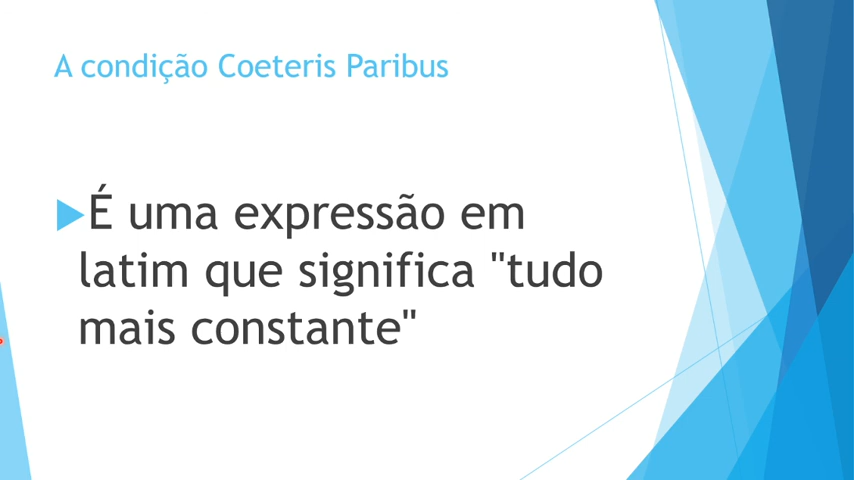 A condição Coeteris Paribus
É uma expressão em
latim que significa "tudo
mais constante"